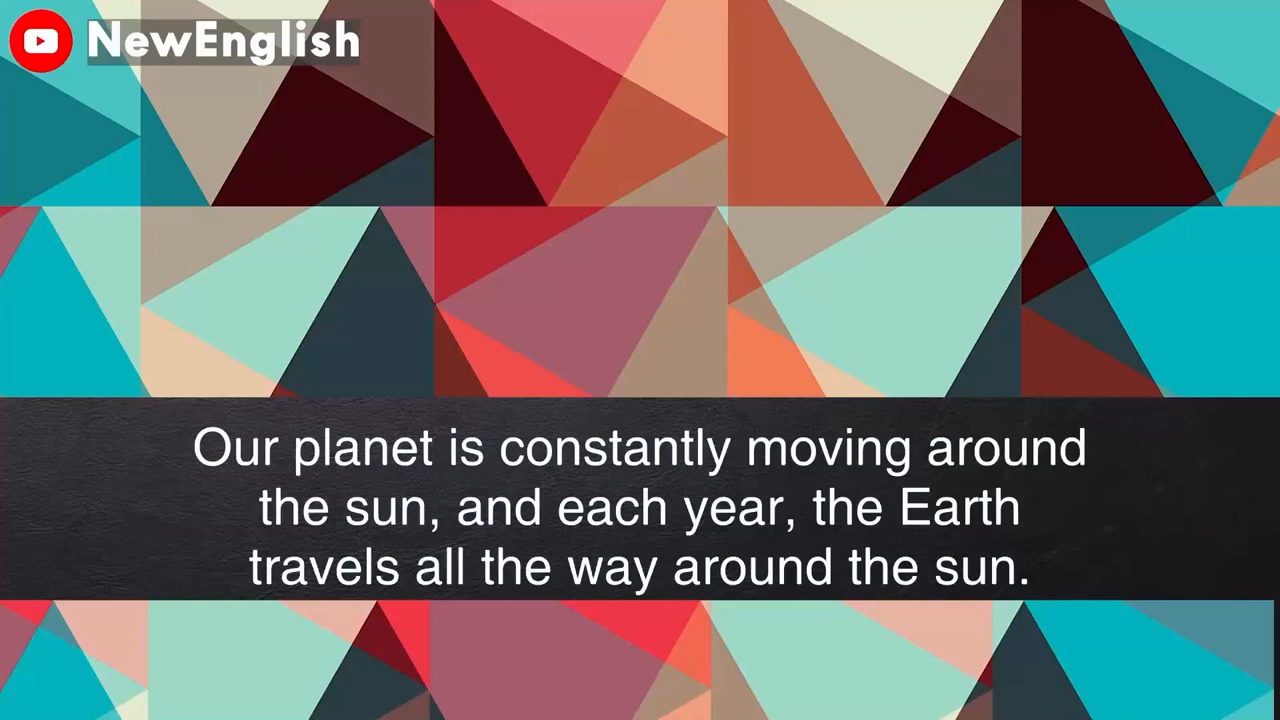 NewEnglish
Our planet is constantly moving around
the sun, and each year, the Earth
travels all the way around the sun.